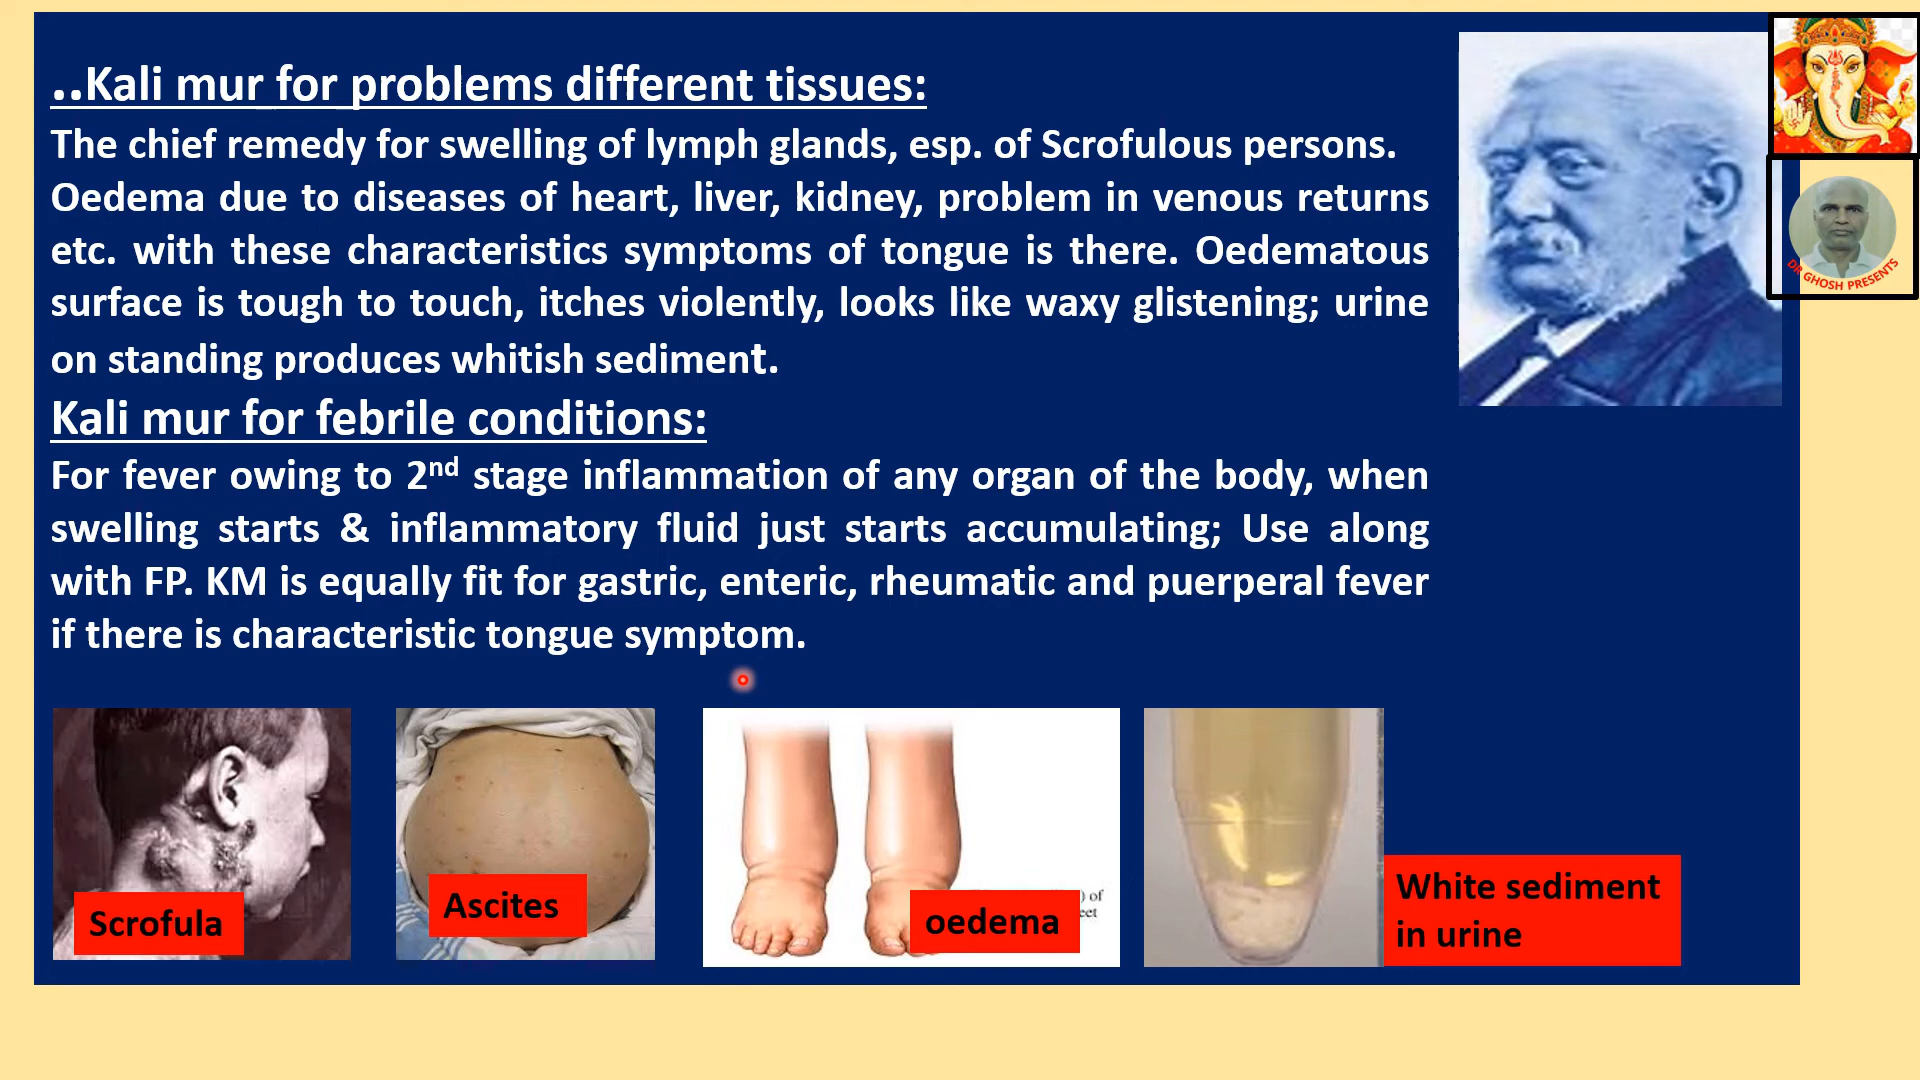 ..Kali mur for problems different tissues:
The chief remedy for swelling of lymph glands, esp. of Scrofulous persons.
Oedema due to diseases of heart, liver, kidney, problem in venous returns
etc. with these characteristics symptoms of tongue is there. Oedematous
surface is tough to touch, itches violently, looks like waxy glistening; urine
on standing produces whitish sediment.
Kali mur for febrile conditions:
For fever owing to 2nd stage inflammation of any organ of the body, when
swelling starts & inflammatory fluid just starts accumulating; Use along
with FP. KM is equally fit for gastric, enteric, rheumatic and puerperal fever
if there is characteristic tongue symptom.
DR GHOSH PRESENTS
Scrofula
Ascites
) of
oedema
White sediment
in urine